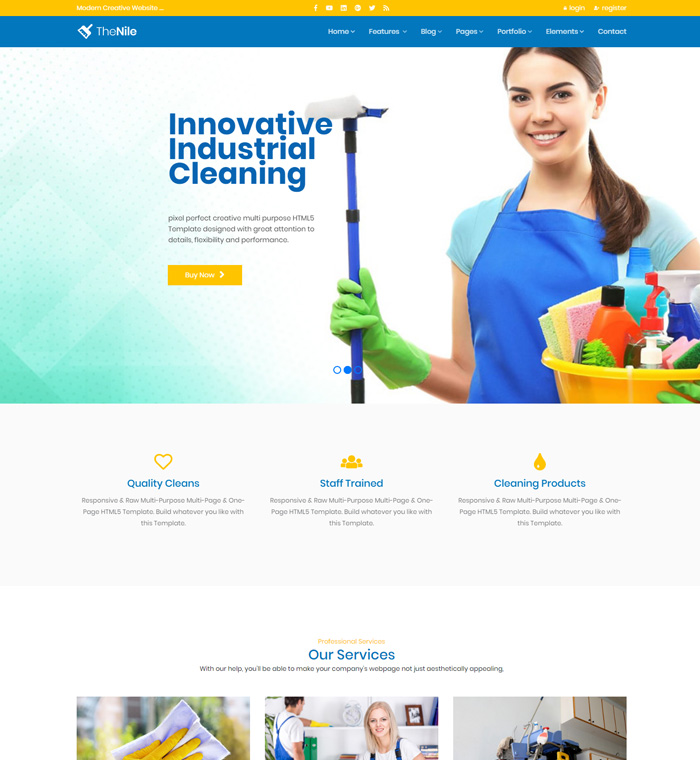 Modern Creative Website ...
login
register
TheNile
Home
Features
Blog
Pages
Portfolio
Elements
Contact
Innovative
Industrial
Cleaning
pixel perfect creative multi purpose HTML5
Template designed with great attention to
details, flexibility and performance.
Buy Now
Quality Cleans
Responsive & Raw Multi-Purpose Multi-Page & One-
Page HTML5 Template. Build whatever you like with
this Template.
Staff Trained
Responsive & Raw Multi-Purpose Multi-Page & One-
Page HTML5 Template. Build whatever you like with
this Template.
Cleaning Products
Responsive & Raw Multi-Purpose Multi-Page & One-
Page HTML5 Template. Build whatever you like with
this Template.
Professional Services
Our Services
With our help, you'll be able to make your company's webpage not just aesthetically appealing,